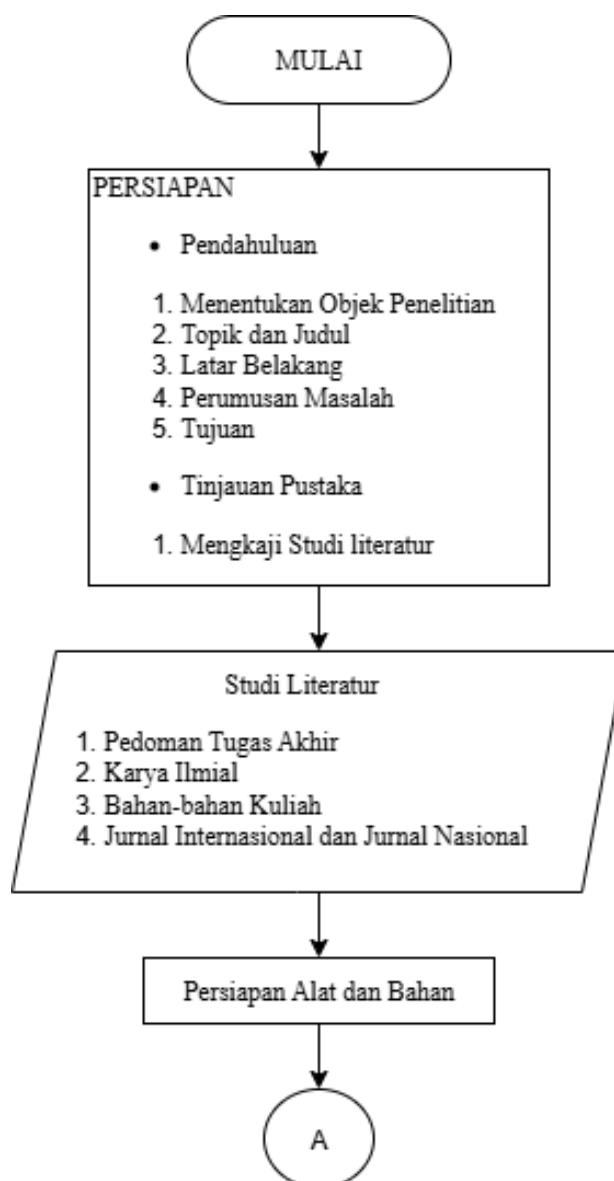 MULAI
PERSIAPAN
• Pendahuluan
1. Menentukan Objek Penelitian
2. Topik dan Judul
3. Latar Belakang
4. Perumusan Masalah
5. Tujuan
• Tinjauan Pustaka
1. Mengkaji Studi literatur
Studi Literatur
1. Pedoman Tugas Akhir
2. Karya Ilmial
3. Bahan-bahan Kuliah
4. Jurnal Internasional dan Jurnal Nasional
Persiapan Alat dan Bahan
A